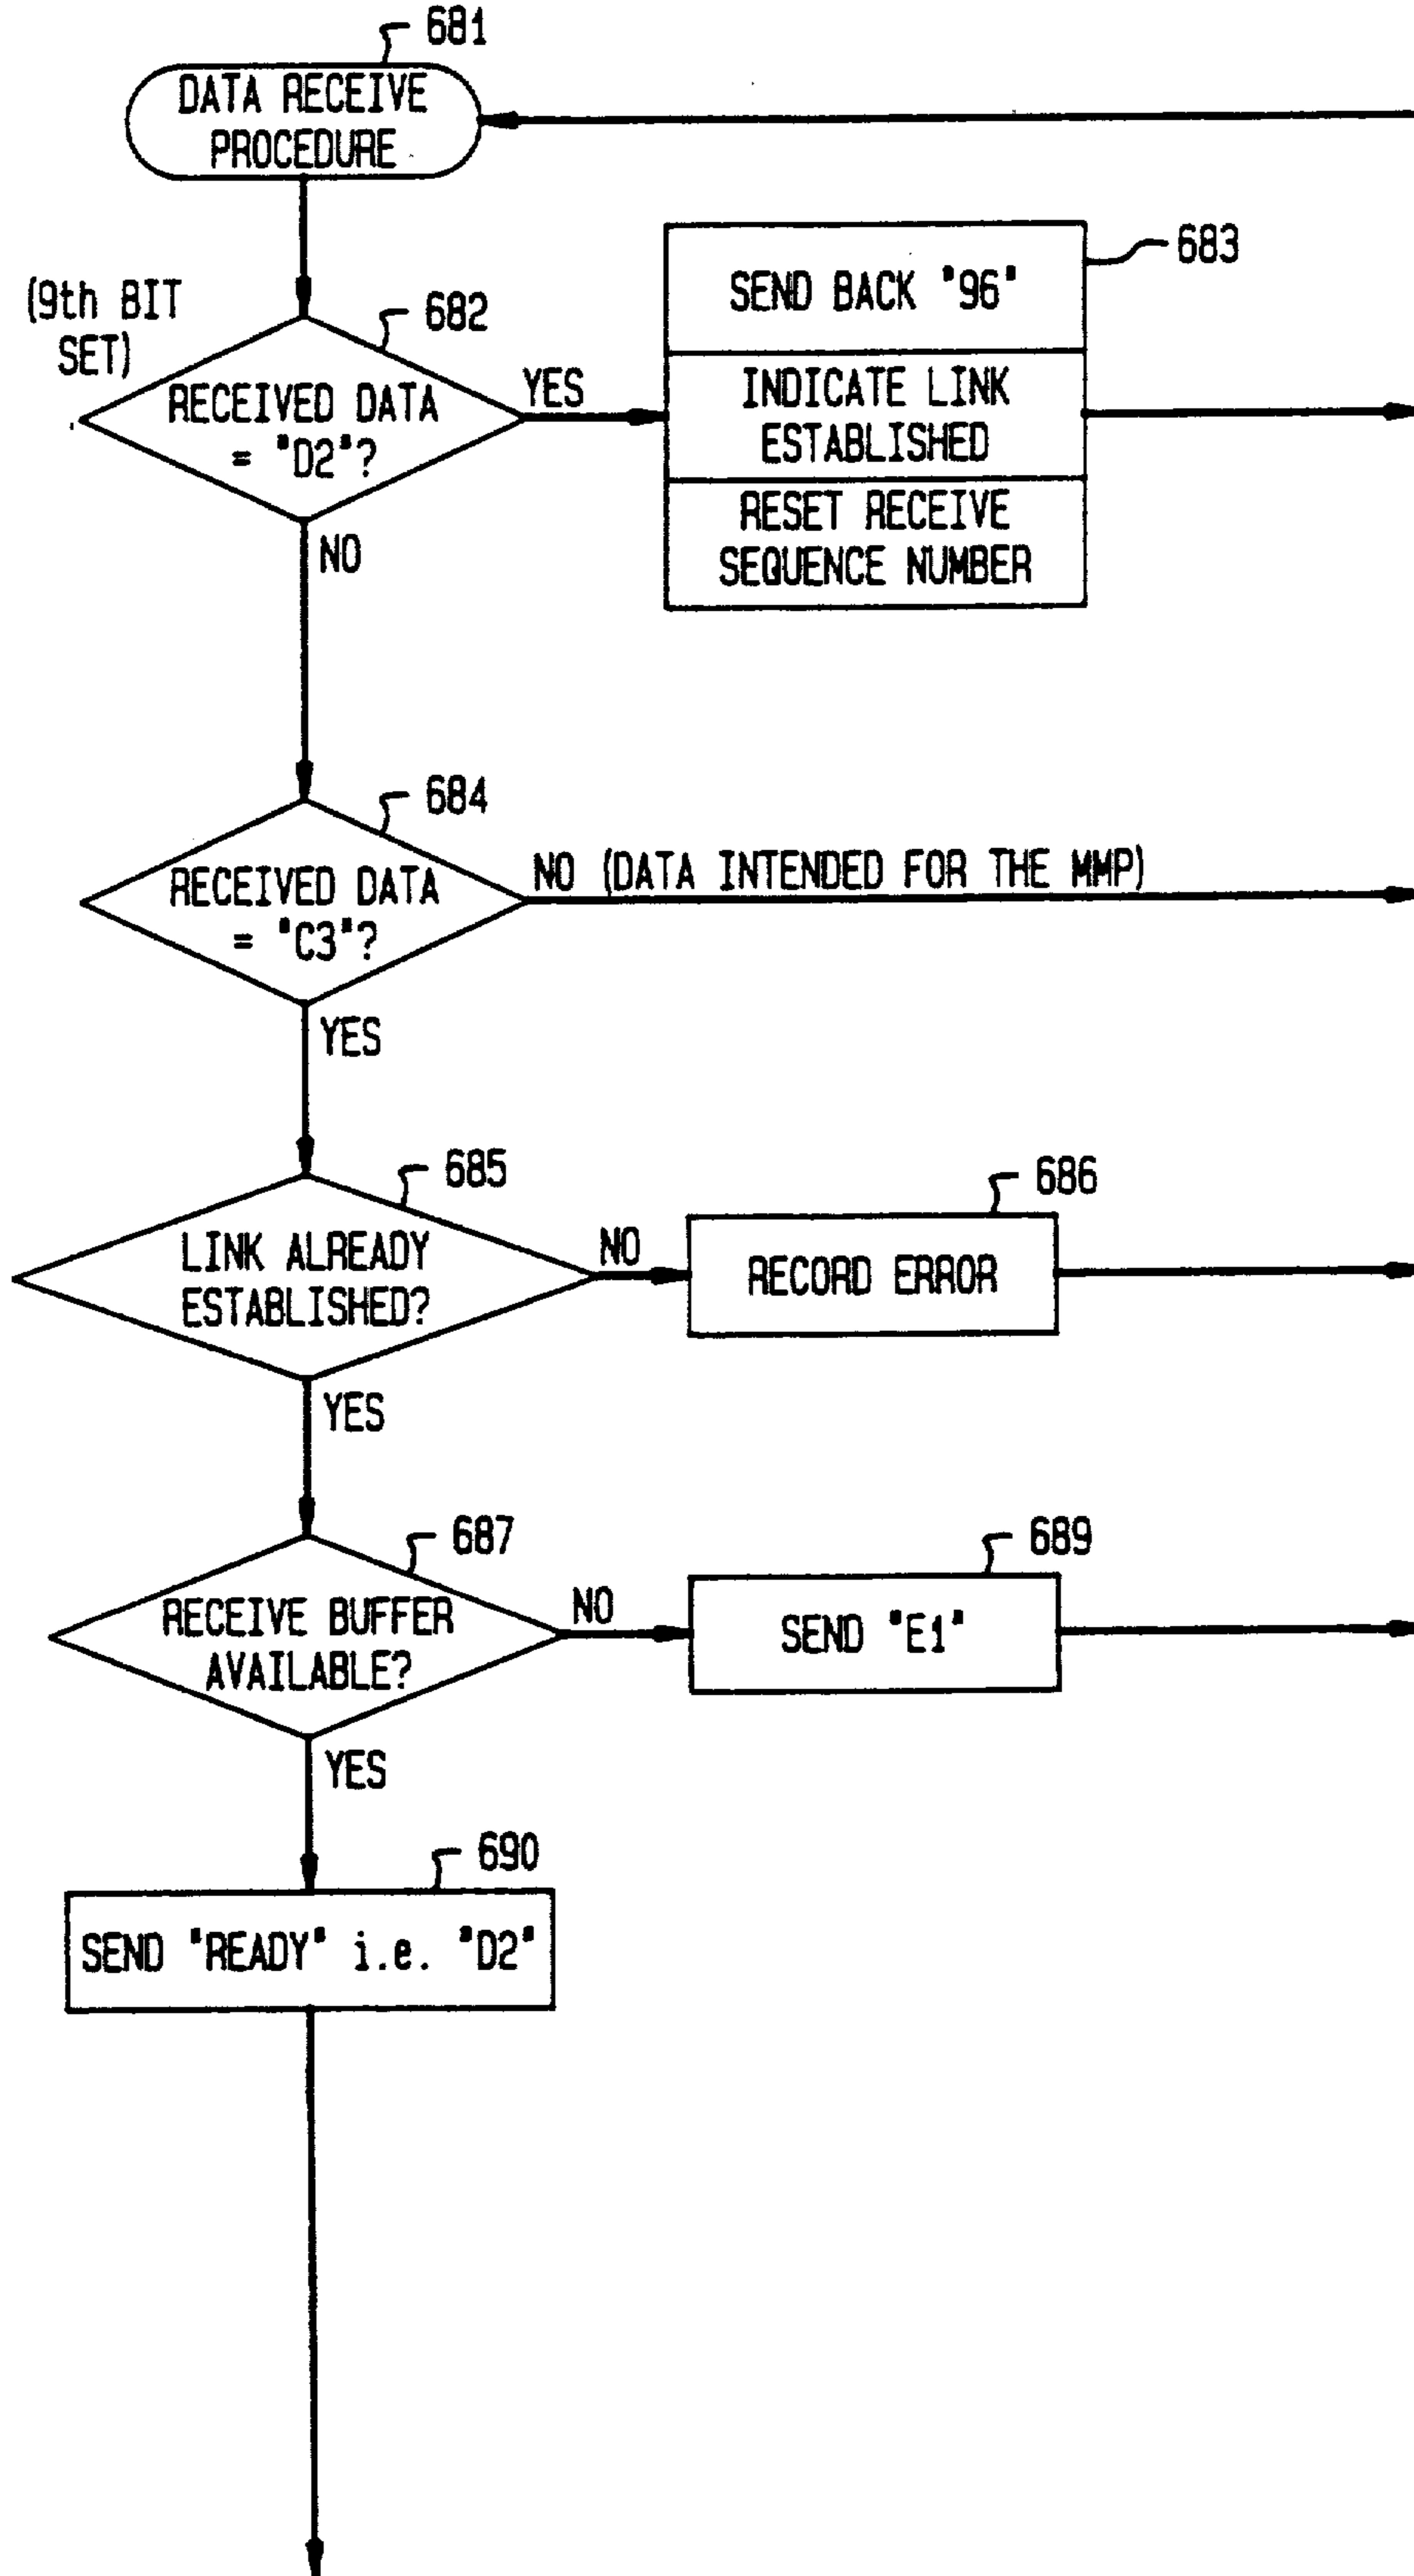 681
DATA RECEIVE
PROCEDURE
(9th BIT
SET)
682
RECEIVED DATA
= "D2"?
YES
NO
683
SEND BACK "96"
INDICATE LINK
ESTABLISHED
RESET RECEIVE
SEQUENCE NUMBER
684
RECEIVED DATA
= "C3"?
NO (DATA INTENDED FOR THE MMP)
YES
685
LINK ALREADY
ESTABLISHED?
NO
686
RECORD ERROR
YES
687
RECEIVE BUFFER
AVAILABLE?
NO
689
SEND "E1"
YES
690
SEND "READY" i.e. "D2"